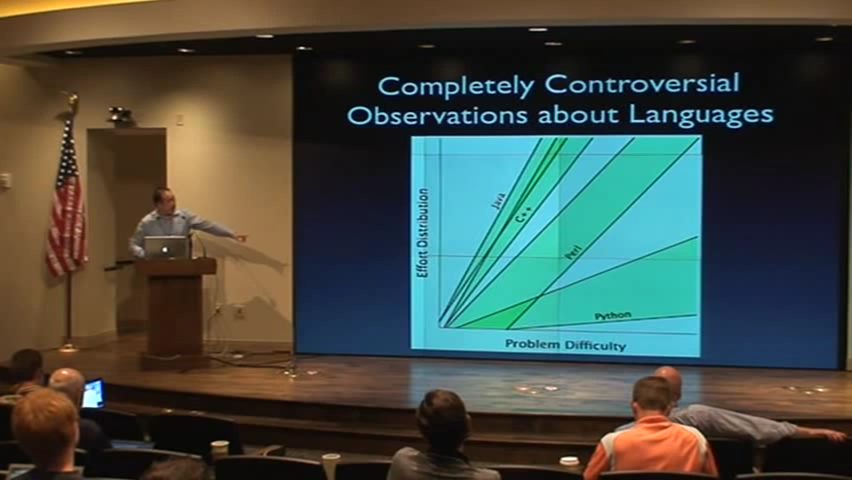 Completely Controversial
Observations about Languages
Effort Distribution
Java
C++
Perl
Python
Problem Difficulty